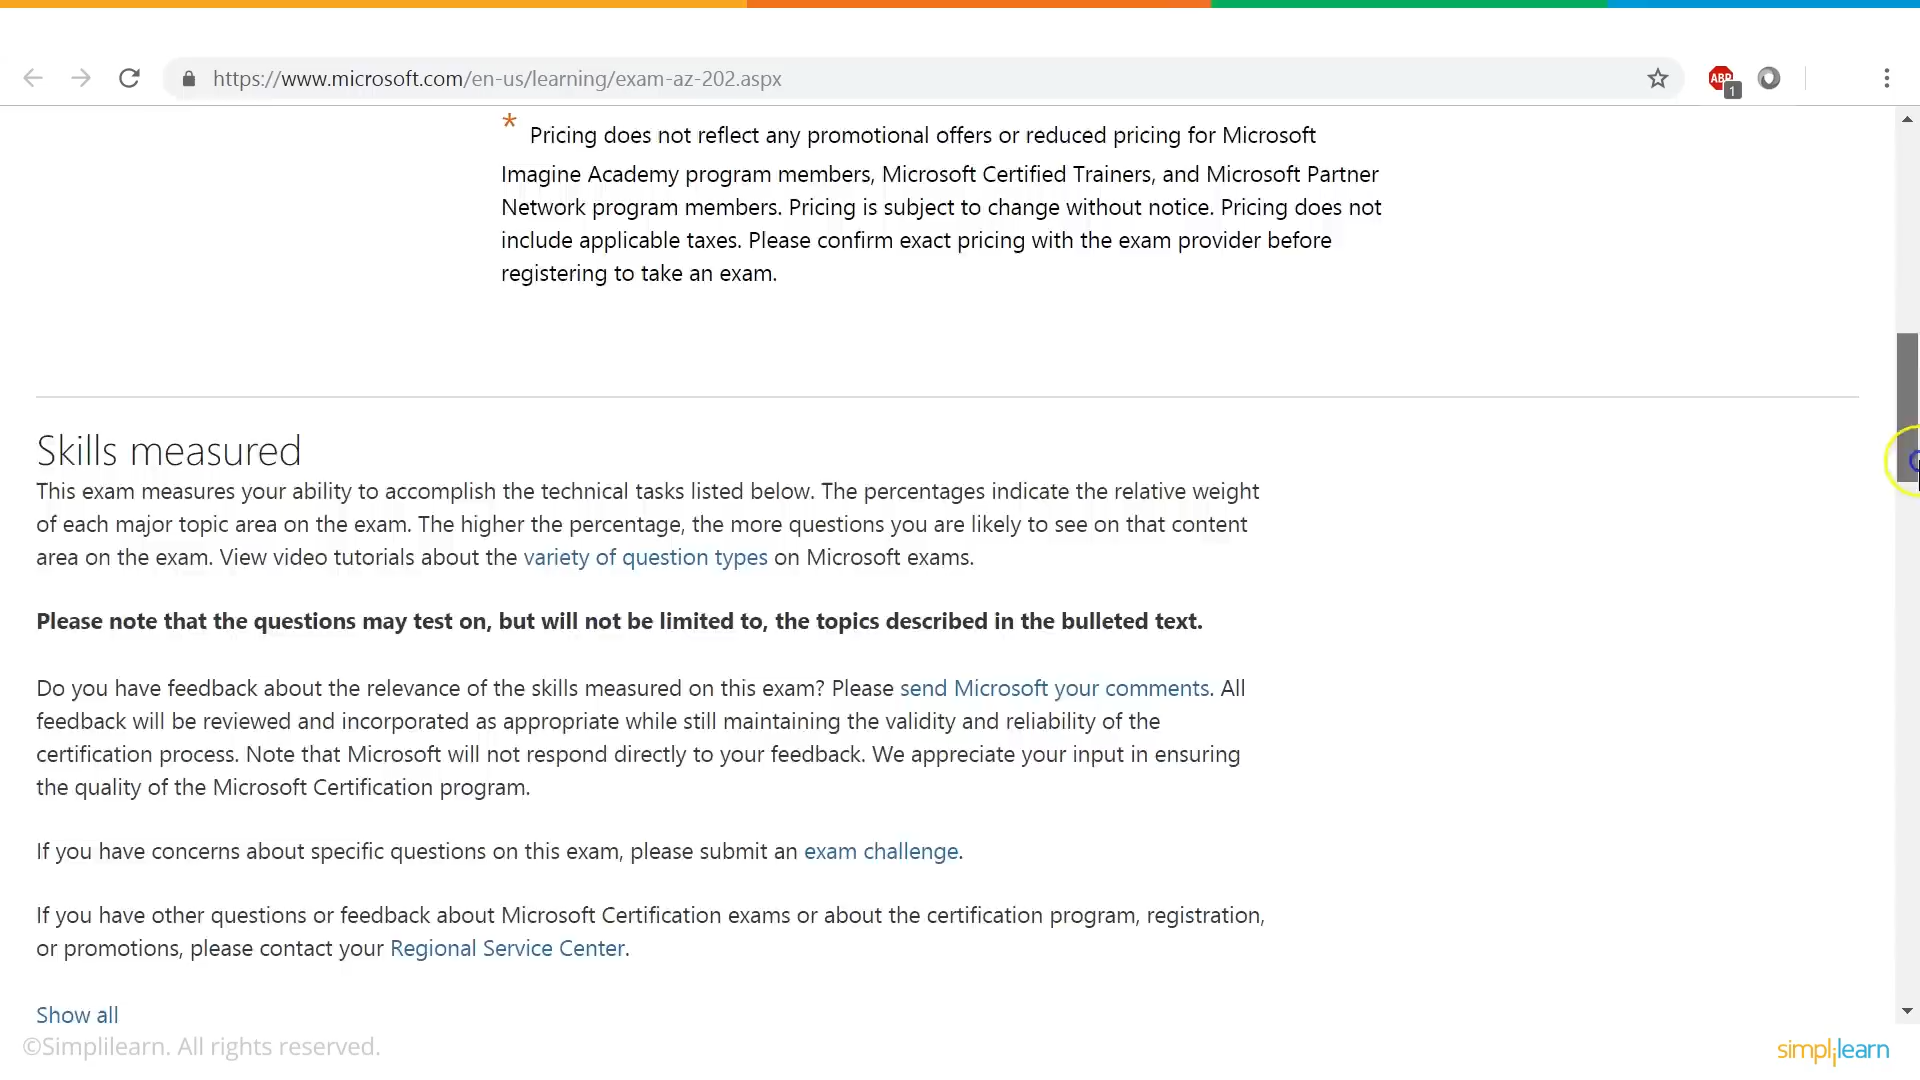 https://www.microsoft.com/en-us/learning/exam-az-202.aspx
ABP
1
* Pricing does not reflect any promotional offers or reduced pricing for Microsoft
Imagine Academy program members, Microsoft Certified Trainers, and Microsoft Partner
Network program members. Pricing is subject to change without notice. Pricing does not
include applicable taxes. Please confirm exact pricing with the exam provider before
registering to take an exam.
Skills measured
This exam measures your ability to accomplish the technical tasks listed below. The percentages indicate the relative weight
of each major topic area on the exam. The higher the percentage, the more questions you are likely to see on that content
area on the exam. View video tutorials about the variety of question types on Microsoft exams.
Please note that the questions may test on, but will not be limited to, the topics described in the bulleted text.
Do you have feedback about the relevance of the skills measured on this exam? Please send Microsoft your comments. All
feedback will be reviewed and incorporated as appropriate while still maintaining the validity and reliability of the
certification process. Note that Microsoft will not respond directly to your feedback. We appreciate your input in ensuring
the quality of the Microsoft Certification program.
If you have concerns about specific questions on this exam, please submit an exam challenge.
If you have other questions or feedback about Microsoft Certification exams or about the certification program, registration,
or promotions, please contact your Regional Service Center.
Show all
©Simplilearn. All rights reserved.
simplilearn